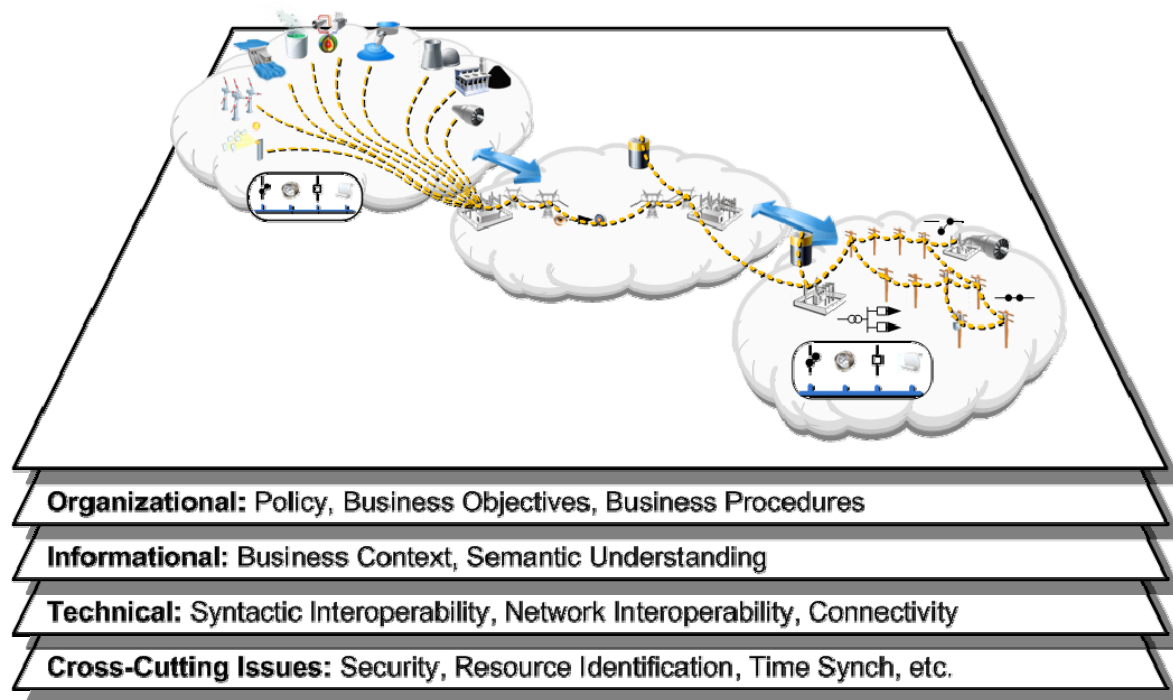 Organizational: Policy, Business Objectives, Business Procedures
Informational: Business Context, Semantic Understanding
Technical: Syntactic Interoperability, Network Interoperability, Connectivity
Cross-Cutting Issues: Security, Resource Identification, Time Synch, etc.